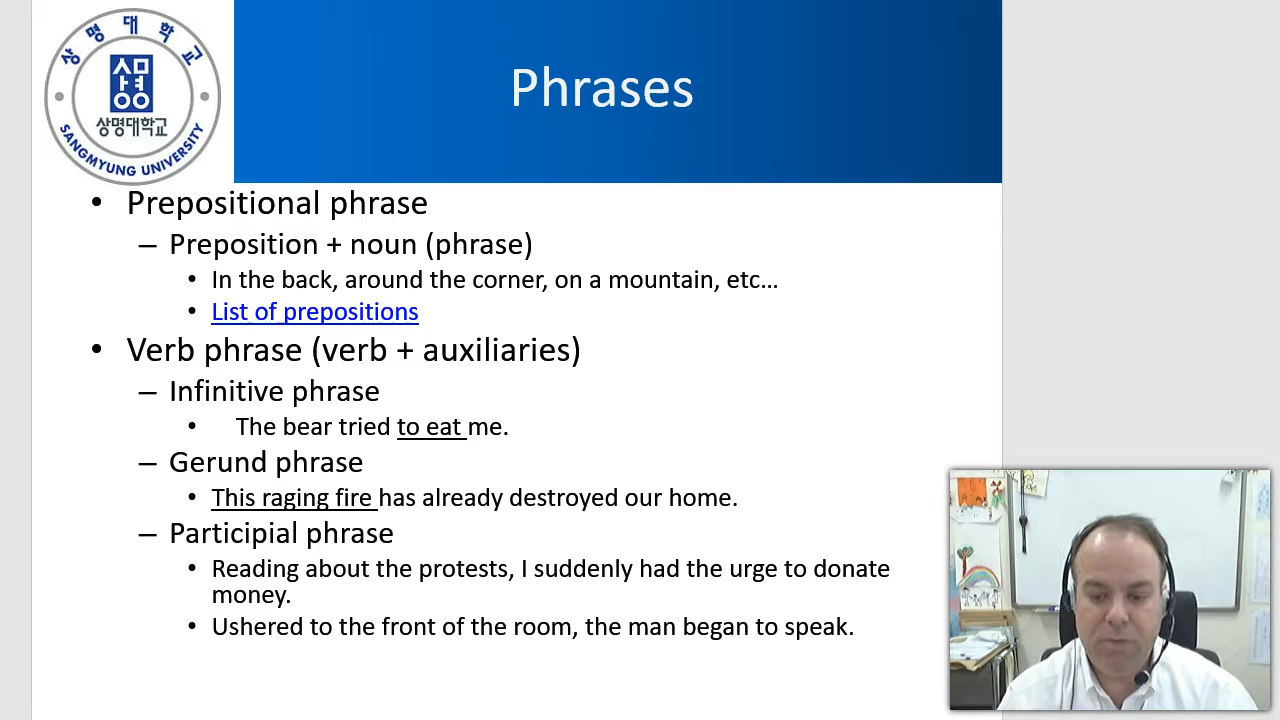 상명대학교
상명
상명대학교
SANGMYUNG UNIVERSITY
Phrases
• Prepositional phrase
– Preposition + noun (phrase)
• In the back, around the corner, on a mountain, etc…
• List of prepositions
• Verb phrase (verb + auxiliaries)
– Infinitive phrase
• The bear tried to eat me.
– Gerund phrase
• This raging fire has already destroyed our home.
– Participial phrase
• Reading about the protests, I suddenly had the urge to donate
money.
• Ushered to the front of the room, the man began to speak.